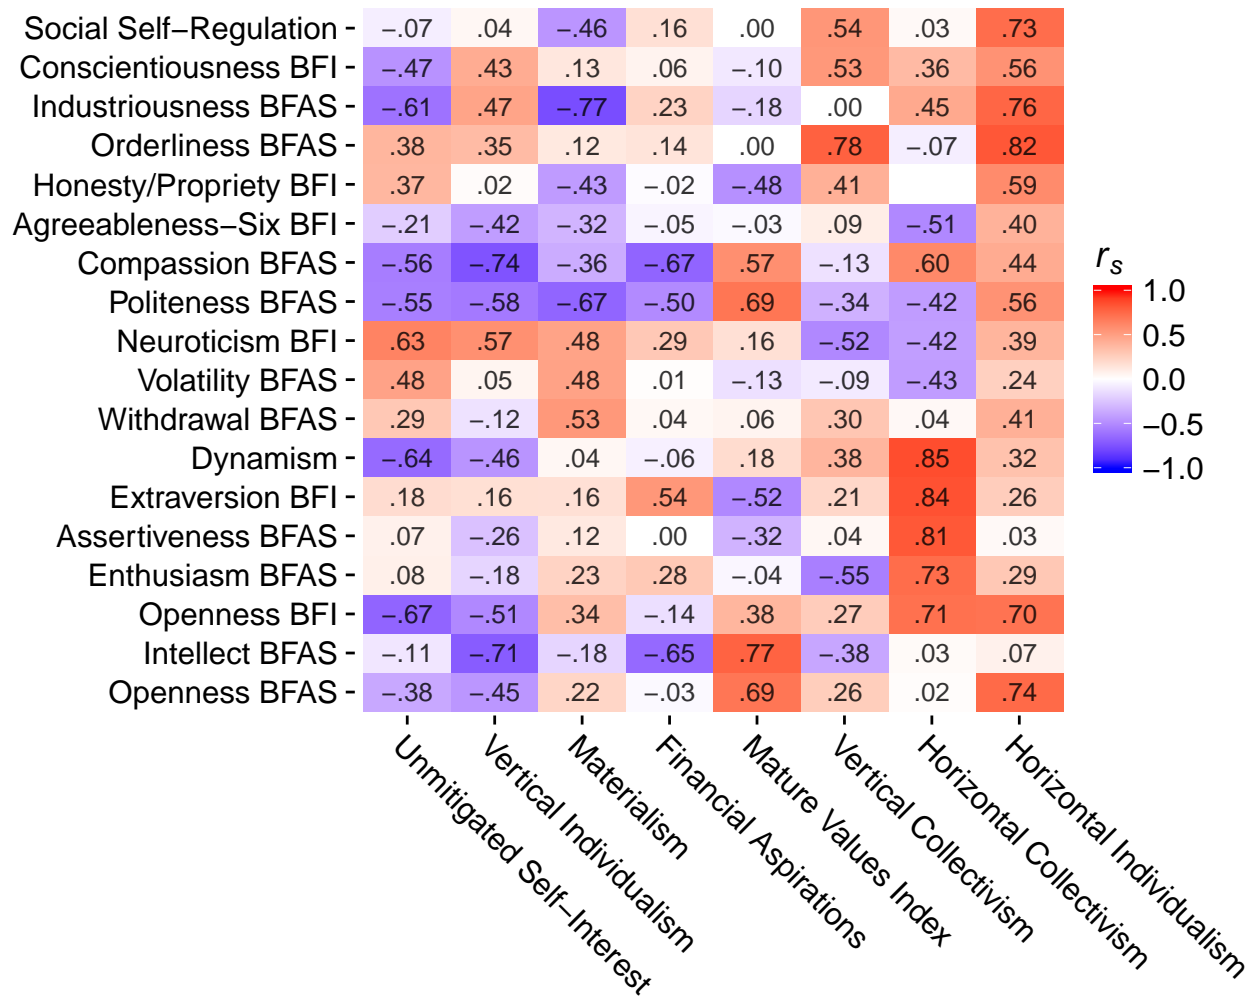 Social Self−Regulation −.07 .04 −.46 .16 .00 .54 .03 .73
Conscientiousness BFI −.47 .43 .13 .06 −.10 .53 .36 .56
Industriousness BFAS −.61 .47 −.77 .23 −.18 .00 .45 .76
Orderliness BFAS .38 .35 .12 .14 .00 .78 −.07 .82
Honesty/Propriety BFI .37 .02 −.43 −.02 −.48 .41 .59
Agreeableness−Six BFI −.21 −.42 −.32 −.05 −.03 .09 −.51 .40
Compassion BFAS −.56 −.74 −.36 −.67 .57 −.13 .60 .44
Politeness BFAS −.55 −.58 −.67 −.50 .69 −.34 −.42 .56
Neuroticism BFI .63 .57 .48 .29 .16 −.52 −.42 .39
Volatility BFAS .48 .05 .48 .01 −.13 −.09 −.43 .24
Withdrawal BFAS .29 −.12 .53 .04 .06 .30 .04 .41
Dynamism −.64 −.46 .04 −.06 .18 .38 .85 .32
Extraversion BFI .18 .16 .16 .54 −.52 .21 .84 .26
Assertiveness BFAS .07 −.26 .12 .00 −.32 .04 .81 .03
Enthusiasm BFAS .08 −.18 .23 .28 −.04 −.55 .73 .29
Openness BFI −.67 −.51 .34 −.14 .38 .27 .71 .70
Intellect BFAS −.11 −.71 −.18 −.65 .77 −.38 .03 .07
Openness BFAS −.38 −.45 .22 −.03 .69 .26 .02 .74
Unmitigated Self−Interest
Vertical Individualism
Materialism
Financial Aspirations
Mature Values Index
Vertical Collectivism
Horizontal Collectivism
Horizontal Individualism
rs
1.0
0.5
0.0
−0.5
−1.0